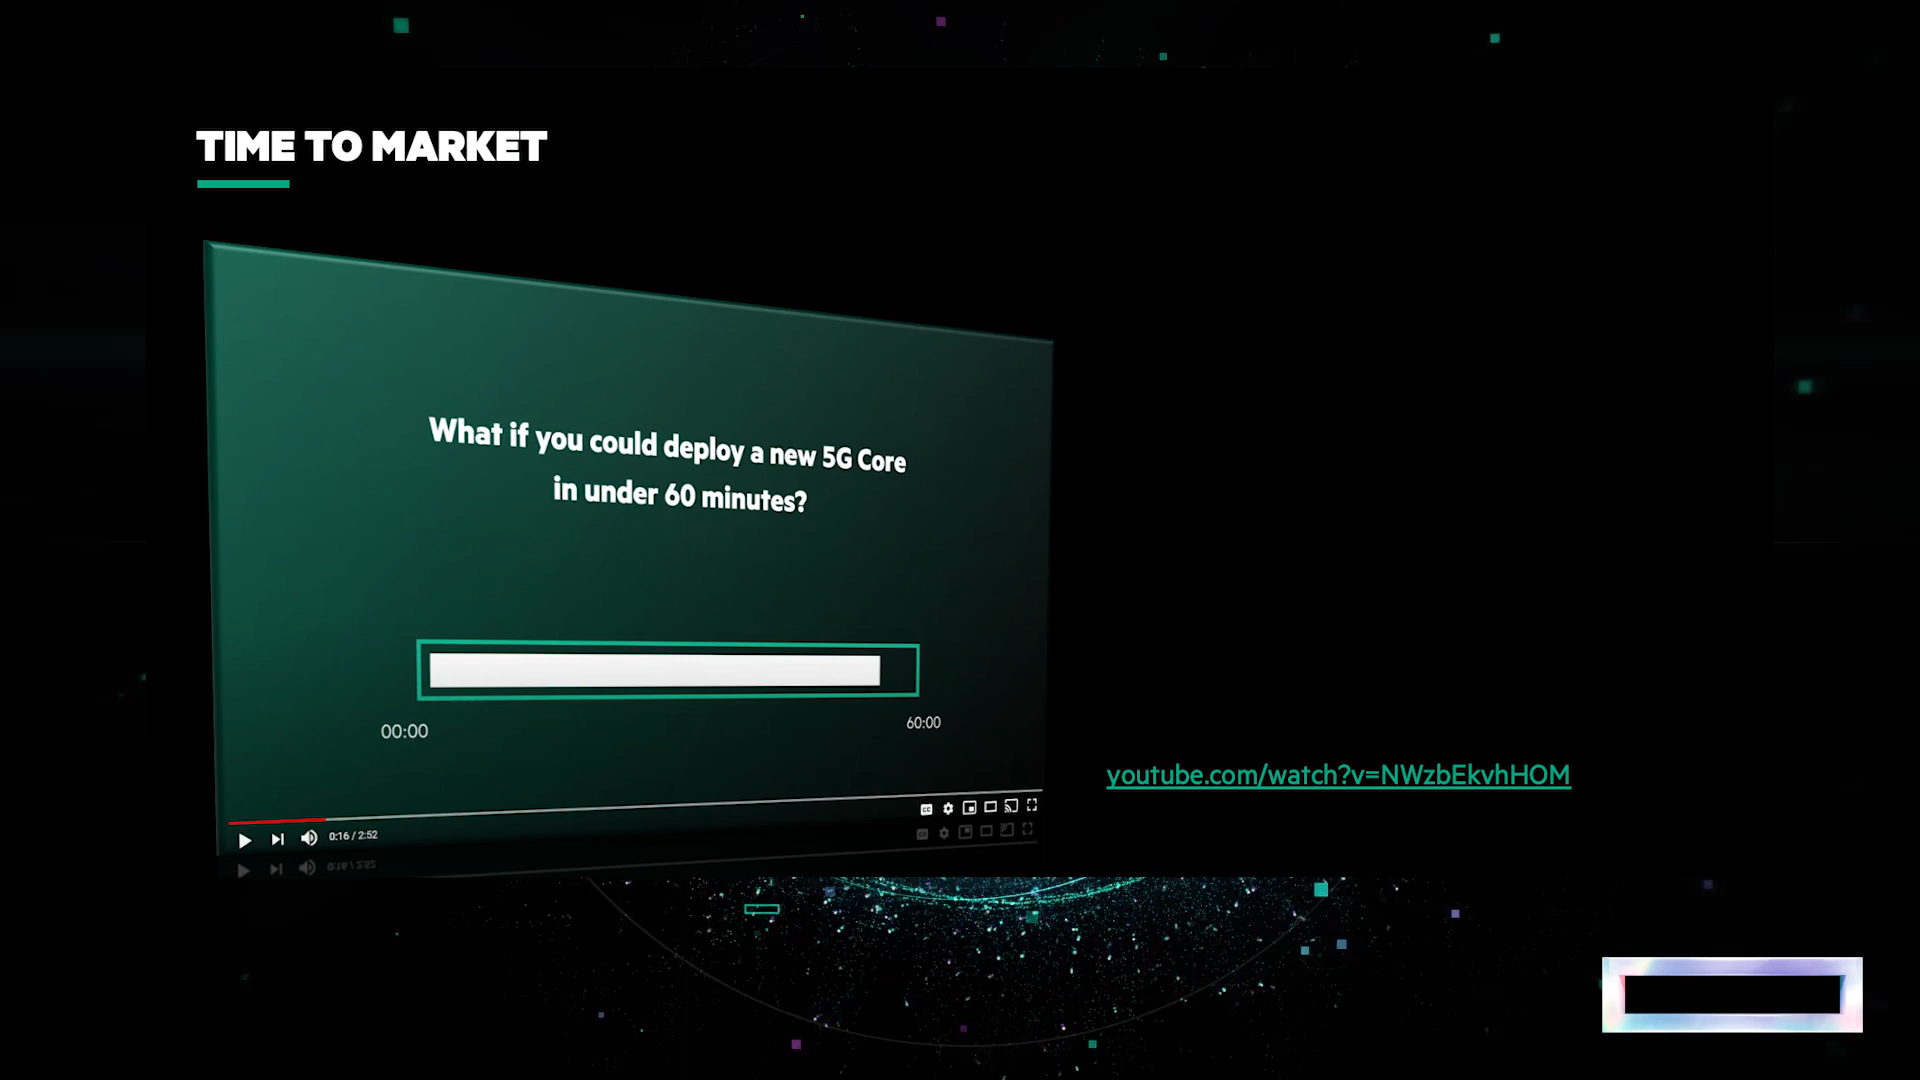 TIME TO MARKET
What if you could deploy a new 5G Core
in under 60 minutes?
00:00
60:00
0:16 / 2:52
youtube.com/watch?v=NWzbEkvhHOM